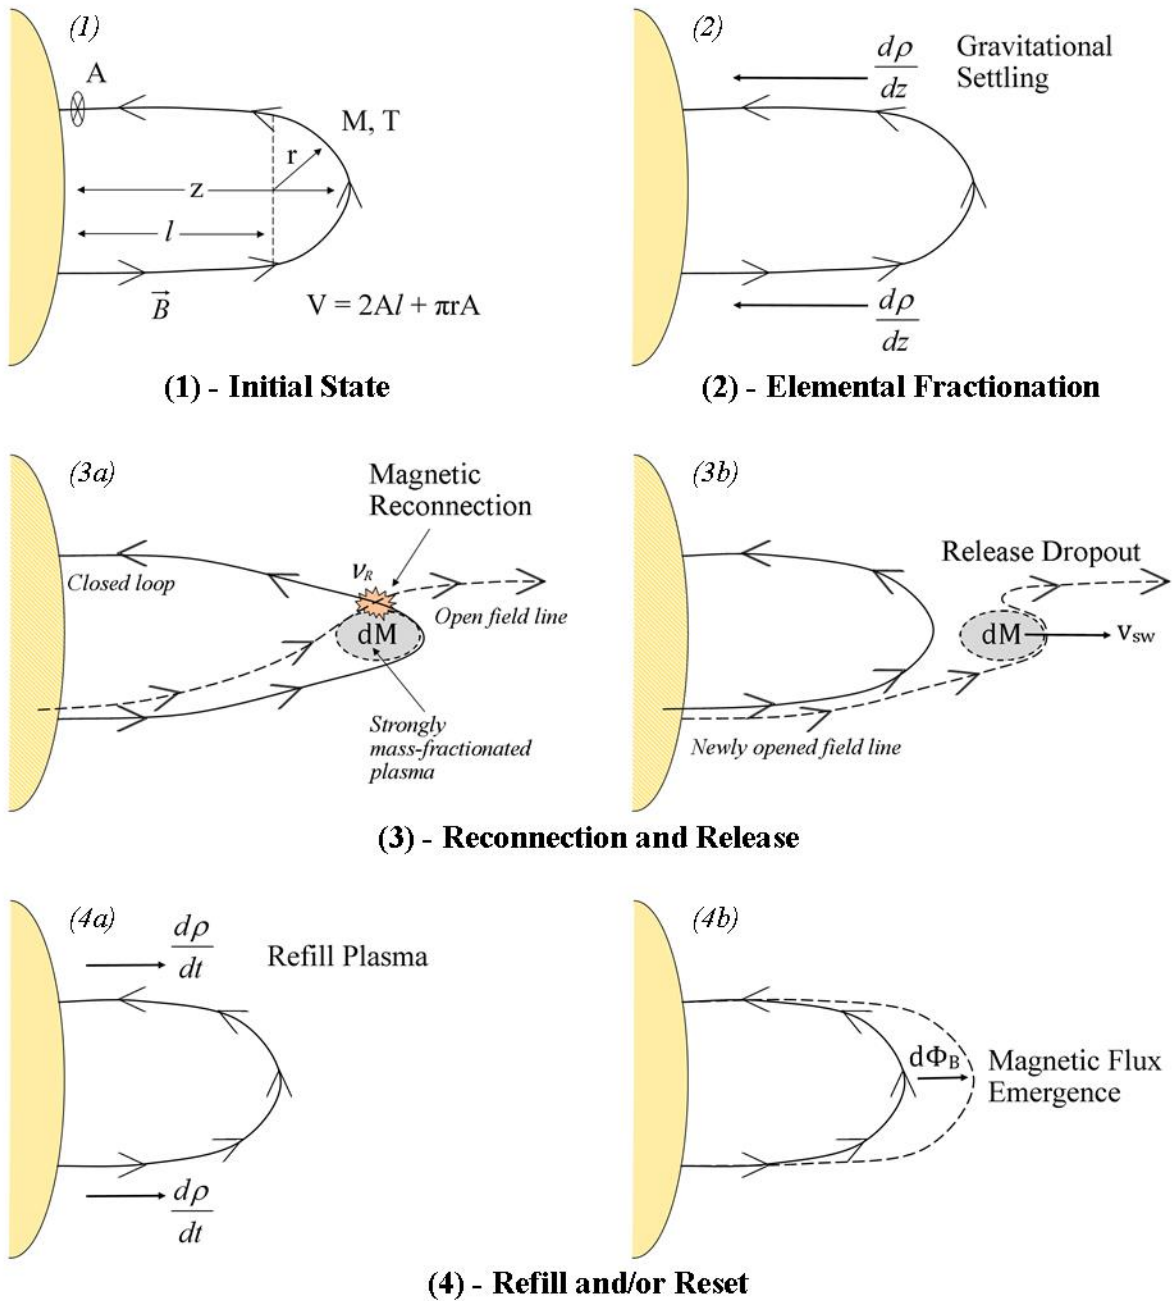 (1)
A
M, T
r
z
l
B
V = 2Al + πrA
(1) - Initial State
(2)
dρ
dz
Gravitational
Settling
dρ
dz
(2) - Elemental Fractionation
(3a)
Magnetic
Reconnection
Closed loop
νR
Open field line
dM
Strongly
mass-fractionated
plasma
(3b)
Release Dropout
dM
vsw
Newly opened field line
(3) - Reconnection and Release
(4a)
dρ
dt
Refill Plasma
dρ
dt
(4b)
dΦB
Magnetic Flux
Emergence
(4) - Refill and/or Reset